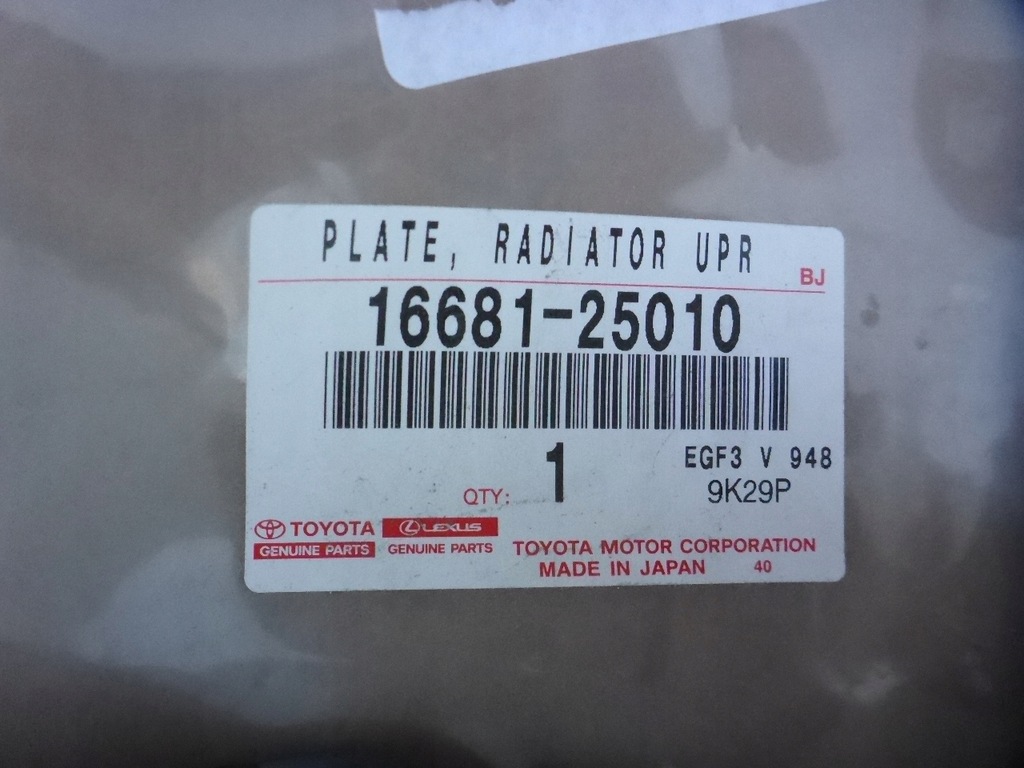 PLATE, RADIATOR UPR
BJ
16681-25010
QTY: 1
EGF3 V 948
9K29P
TOYOTA LEXUS
GENUINE PARTS GENUINE PARTS
TOYOTA MOTOR CORPORATION
MADE IN JAPAN 40